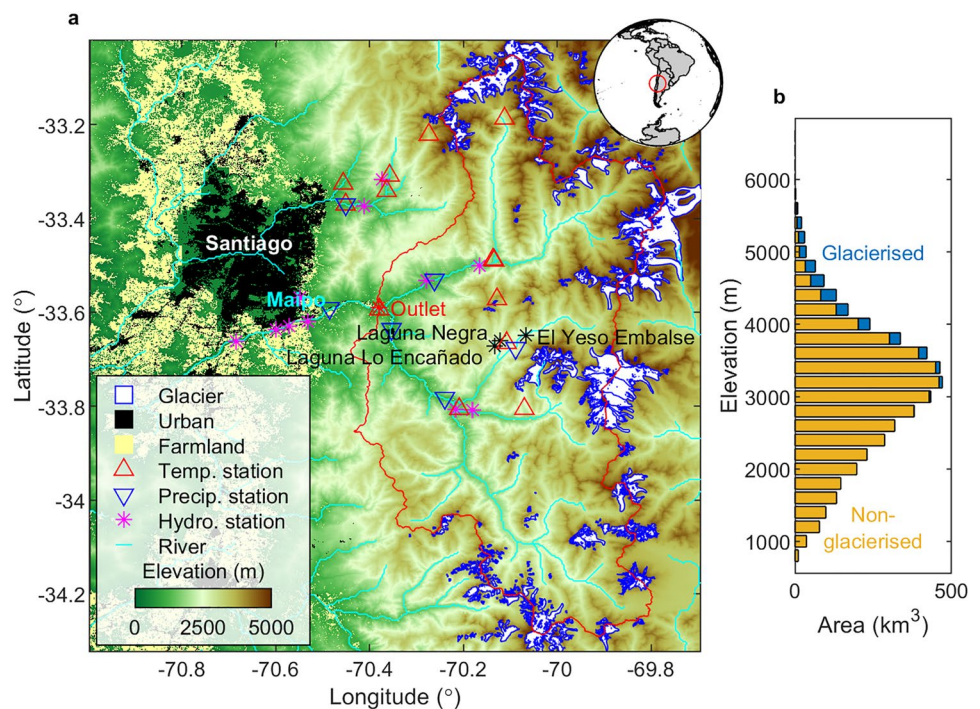 a
-33.2
-33.4
-33.6
-33.8
-34
-34.2
Latitude (°)
Santiago
Maipo
Outlet
Laguna Negra
El Yeso Embalse
Laguna Lo Encañado
Glacier
Urban
Farmland
Temp. station
Precip. station
Hydro. station
River
Elevation (m)
0 2500 5000
-70.8 -70.6 -70.4 -70.2 -70 -69.8
Longitude (°)
b
6000
5000
4000
3000
2000
1000
Elevation (m)
Glacierised
Non-
glacierised
0 500
Area (km3)